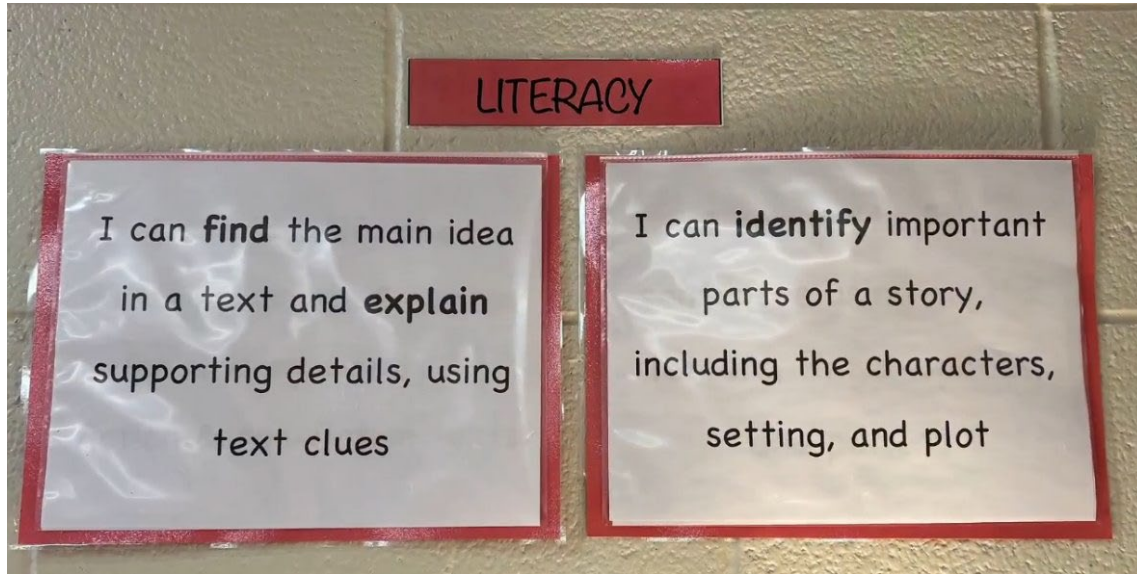 LITERACY
I can find the main idea
in a text and explain
supporting details, using
text clues
I can identify important
parts of a story,
including the characters,
setting, and plot